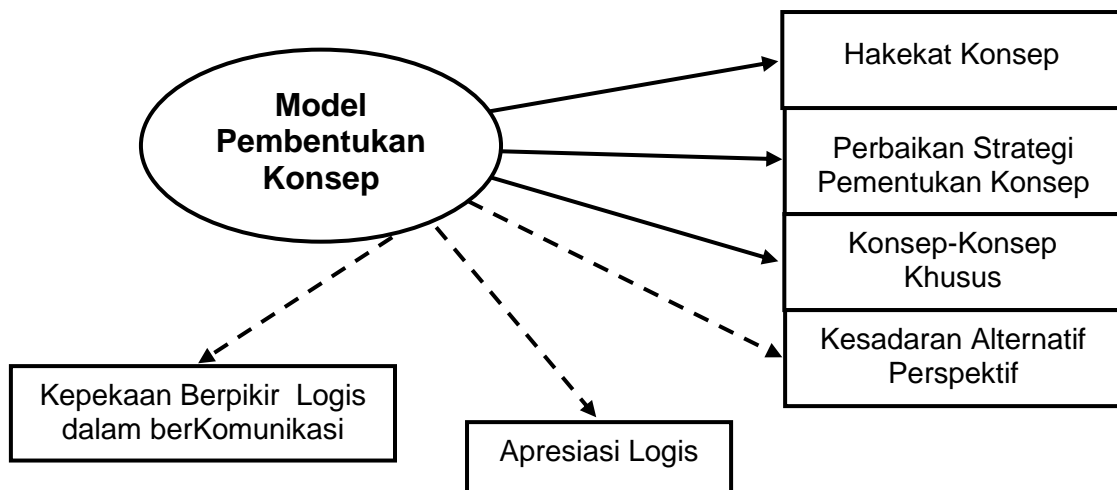 Model
Pembentukan
Konsep
Hakekat Konsep
Perbaikan Strategi
Pementukan Konsep
Konsep-Konsep
Khusus
Kesadaran Alternatif
Perspektif
Kepekaan Berpikir Logis
dalam berKomunikasi
Apresiasi Logis